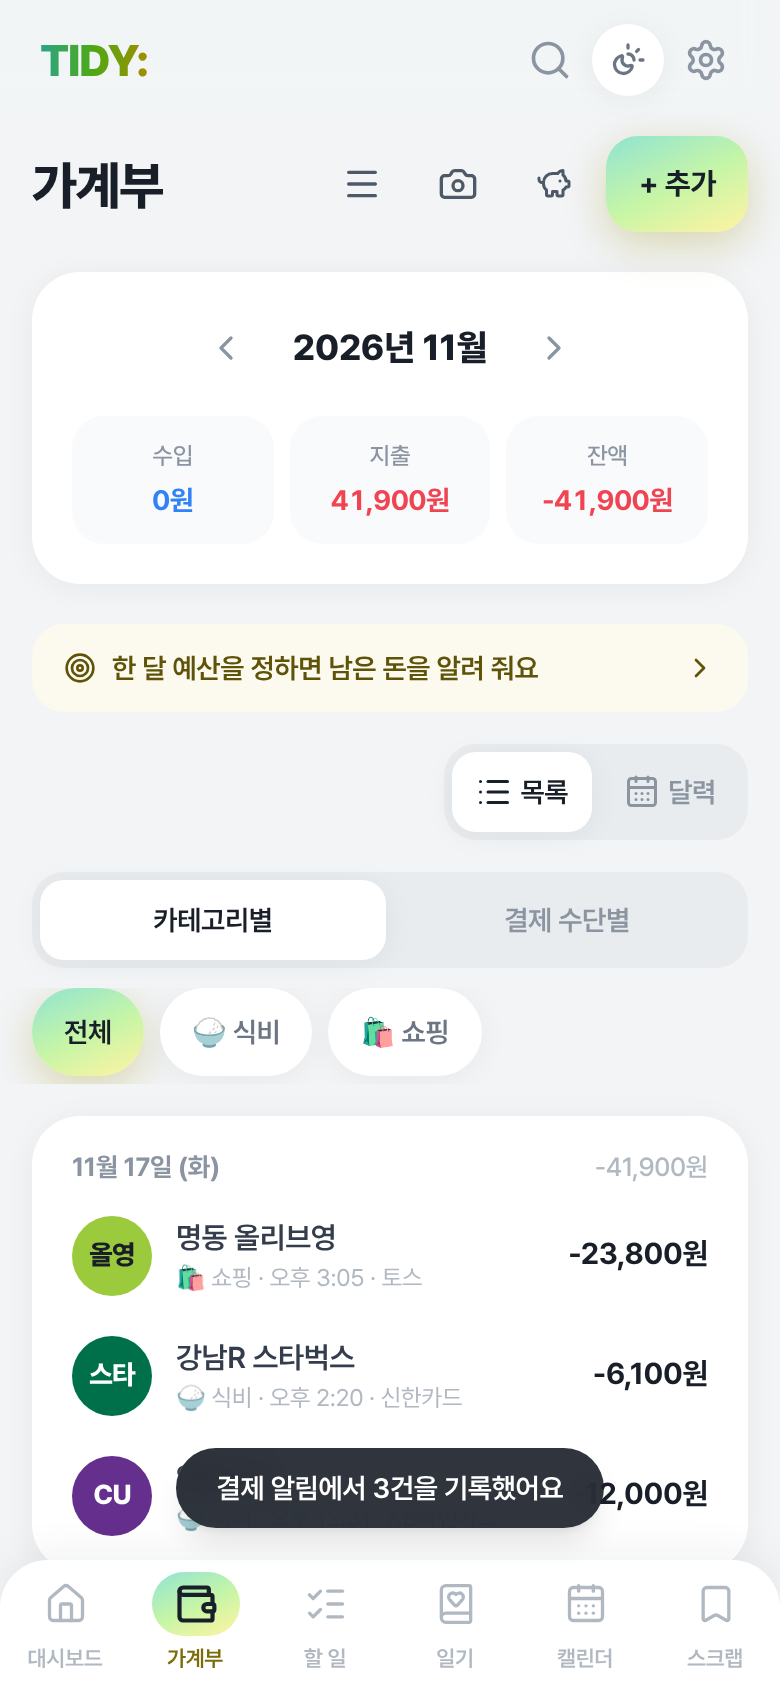 TIDY:
가계부
+ 추가
2026년 11월
수입
0원
지출
41,900원
잔액
-41,900원
한 달 예산을 정하면 남은 돈을 알려 줘요
목록
달력
카테고리별
결제 수단별
전체
식비
쇼핑
11월 17일 (화)
-41,900원
올영
명동 올리브영
쇼핑 · 오후 3:05 · 토스
-23,800원
스타
강남R 스타벅스
식비 · 오후 2:20 · 신한카드
-6,100원
CU
12,000원
결제 알림에서 3건을 기록했어요
대시보드
가계부
할 일
일기
캘린더
스크랩